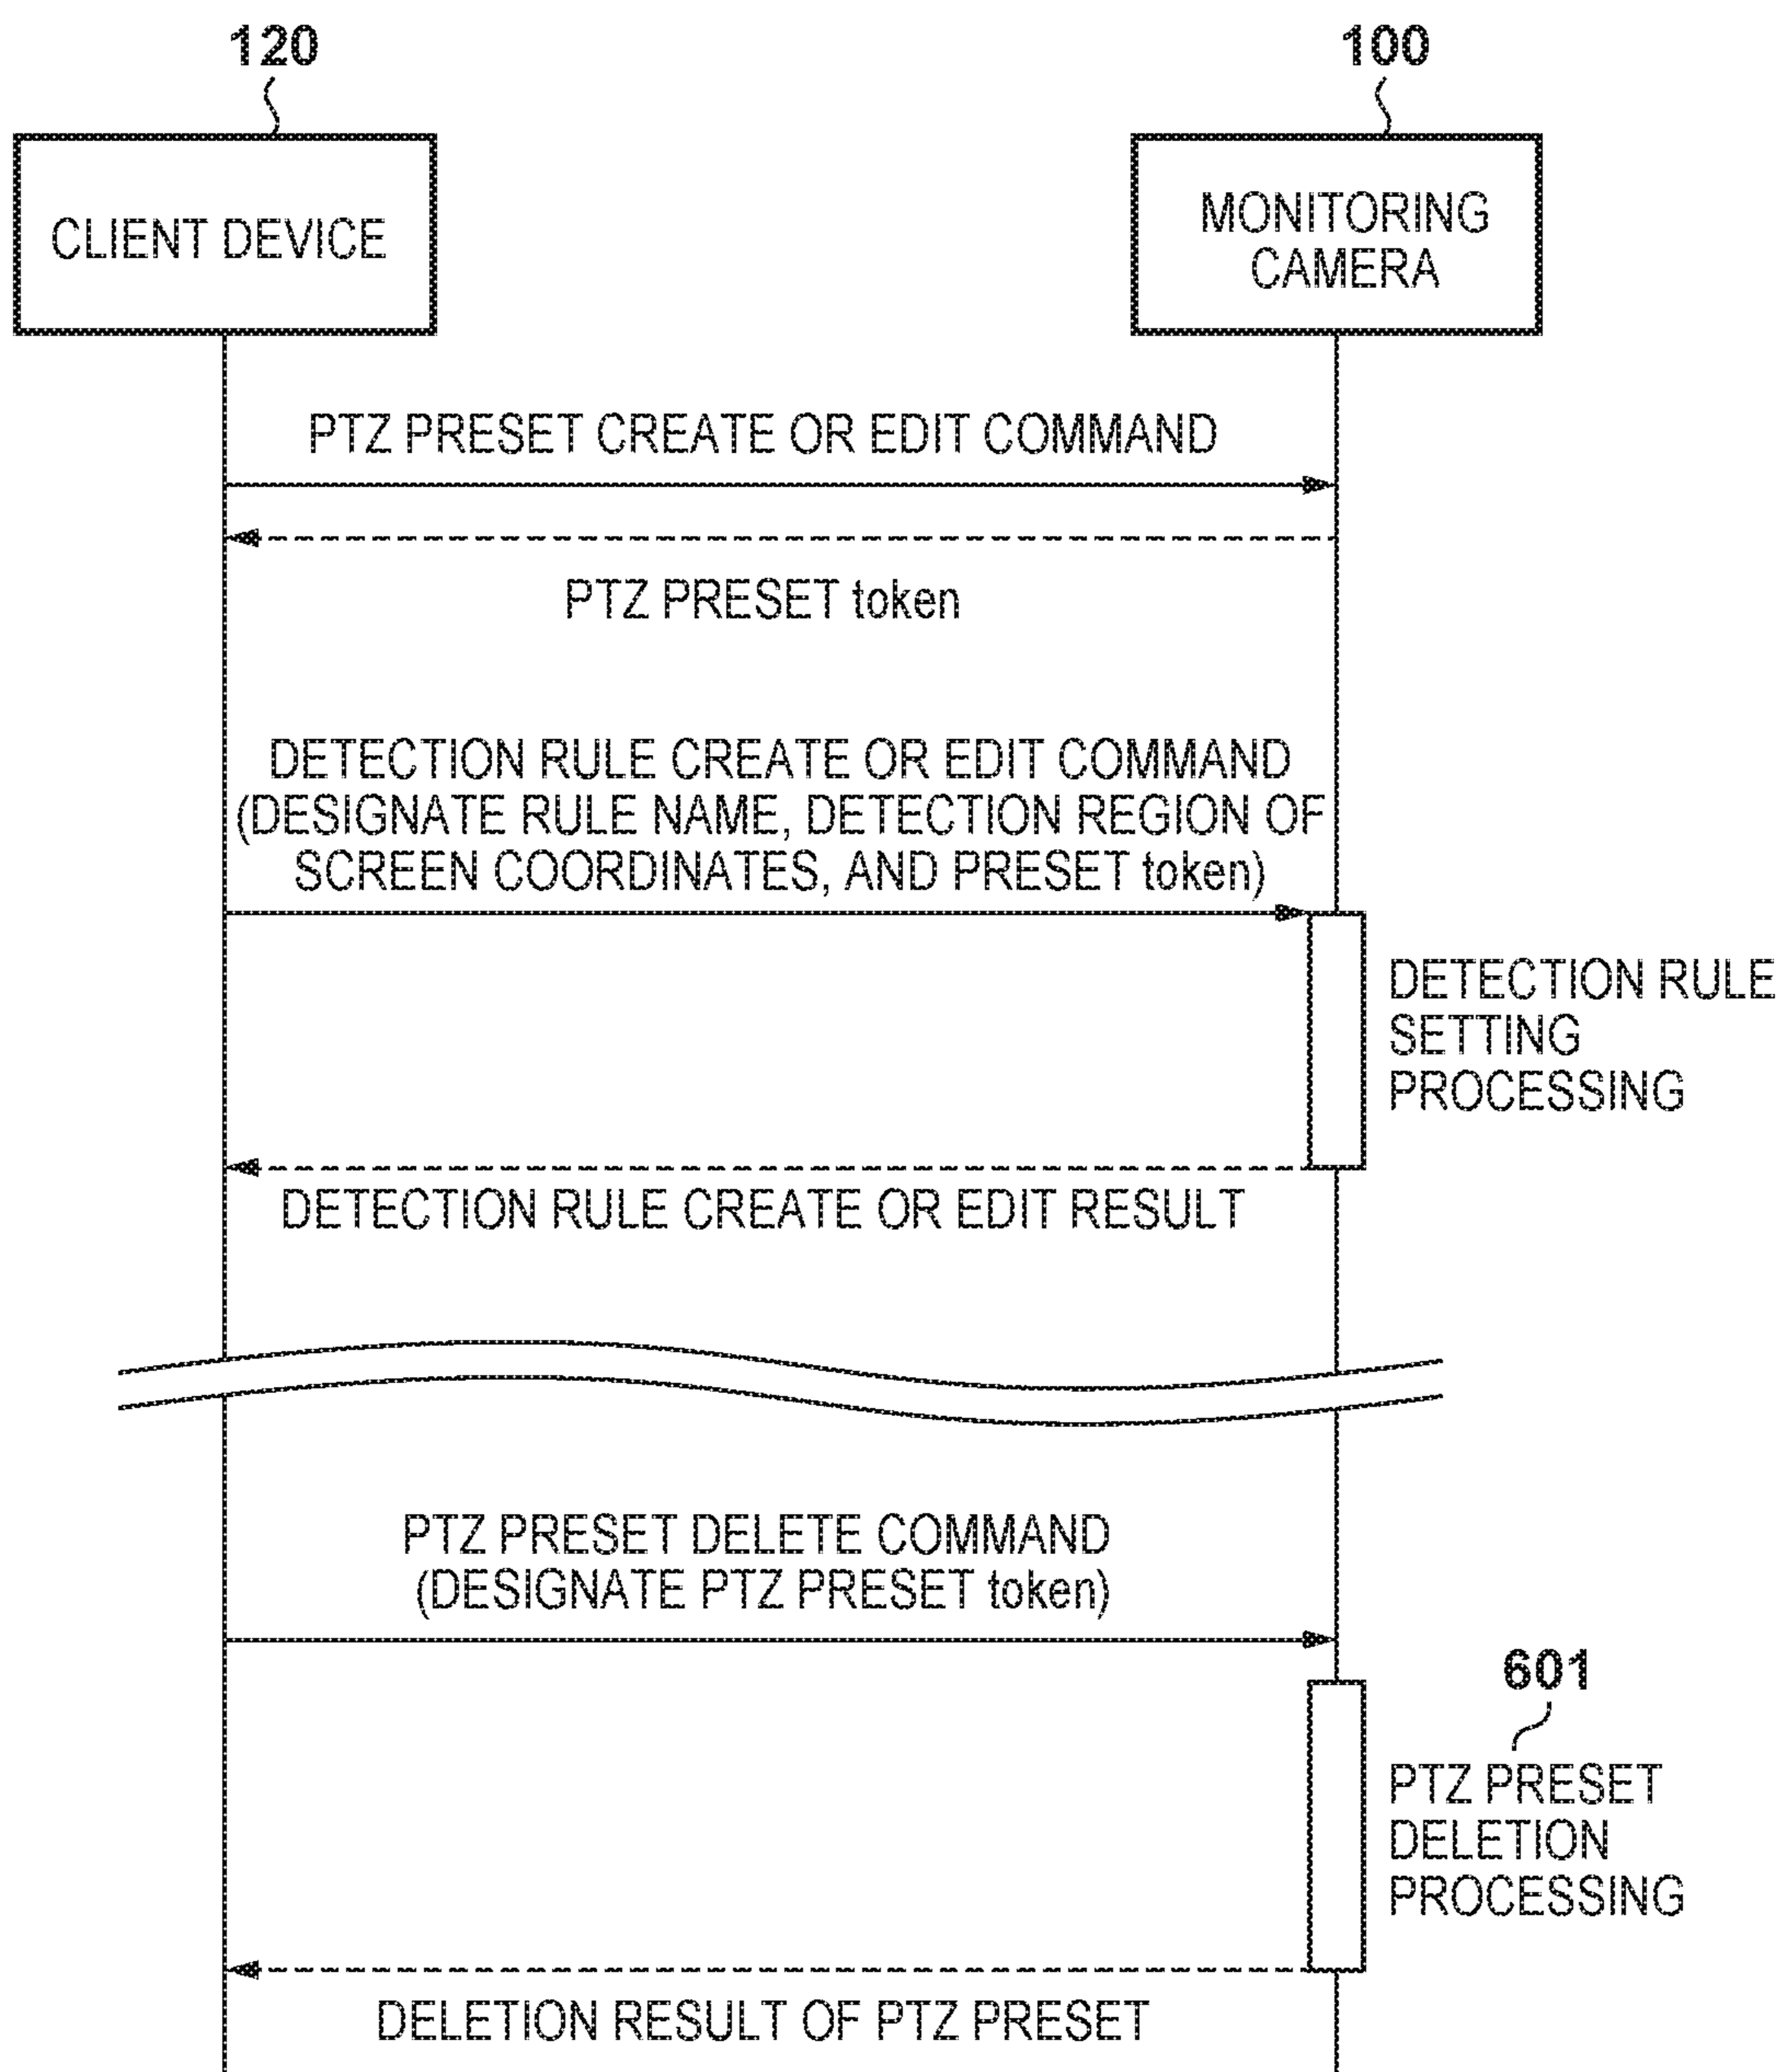 120
100
CLIENT DEVICE
MONITORING
CAMERA
PTZ PRESET CREATE OR EDIT COMMAND
PTZ PRESET token
DETECTION RULE CREATE OR EDIT COMMAND
(DESIGNATE RULE NAME, DETECTION REGION OF
SCREEN COORDINATES, AND PRESET token)
DETECTION RULE
SETTING
PROCESSING
DETECTION RULE CREATE OR EDIT RESULT
PTZ PRESET DELETE COMMAND
(DESIGNATE PTZ PRESET token)
601
PTZ PRESET
DELETION
PROCESSING
DELETION RESULT OF PTZ PRESET